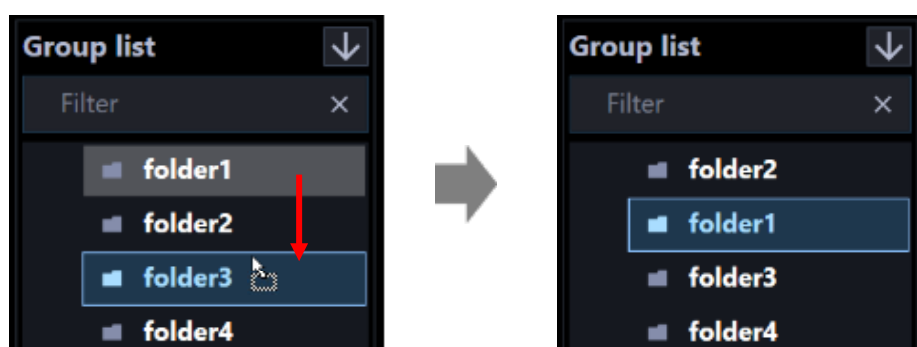 Group list
Filter
folder1
folder2
folder3
folder4
Group list
Filter
folder2
folder1
folder3
folder4